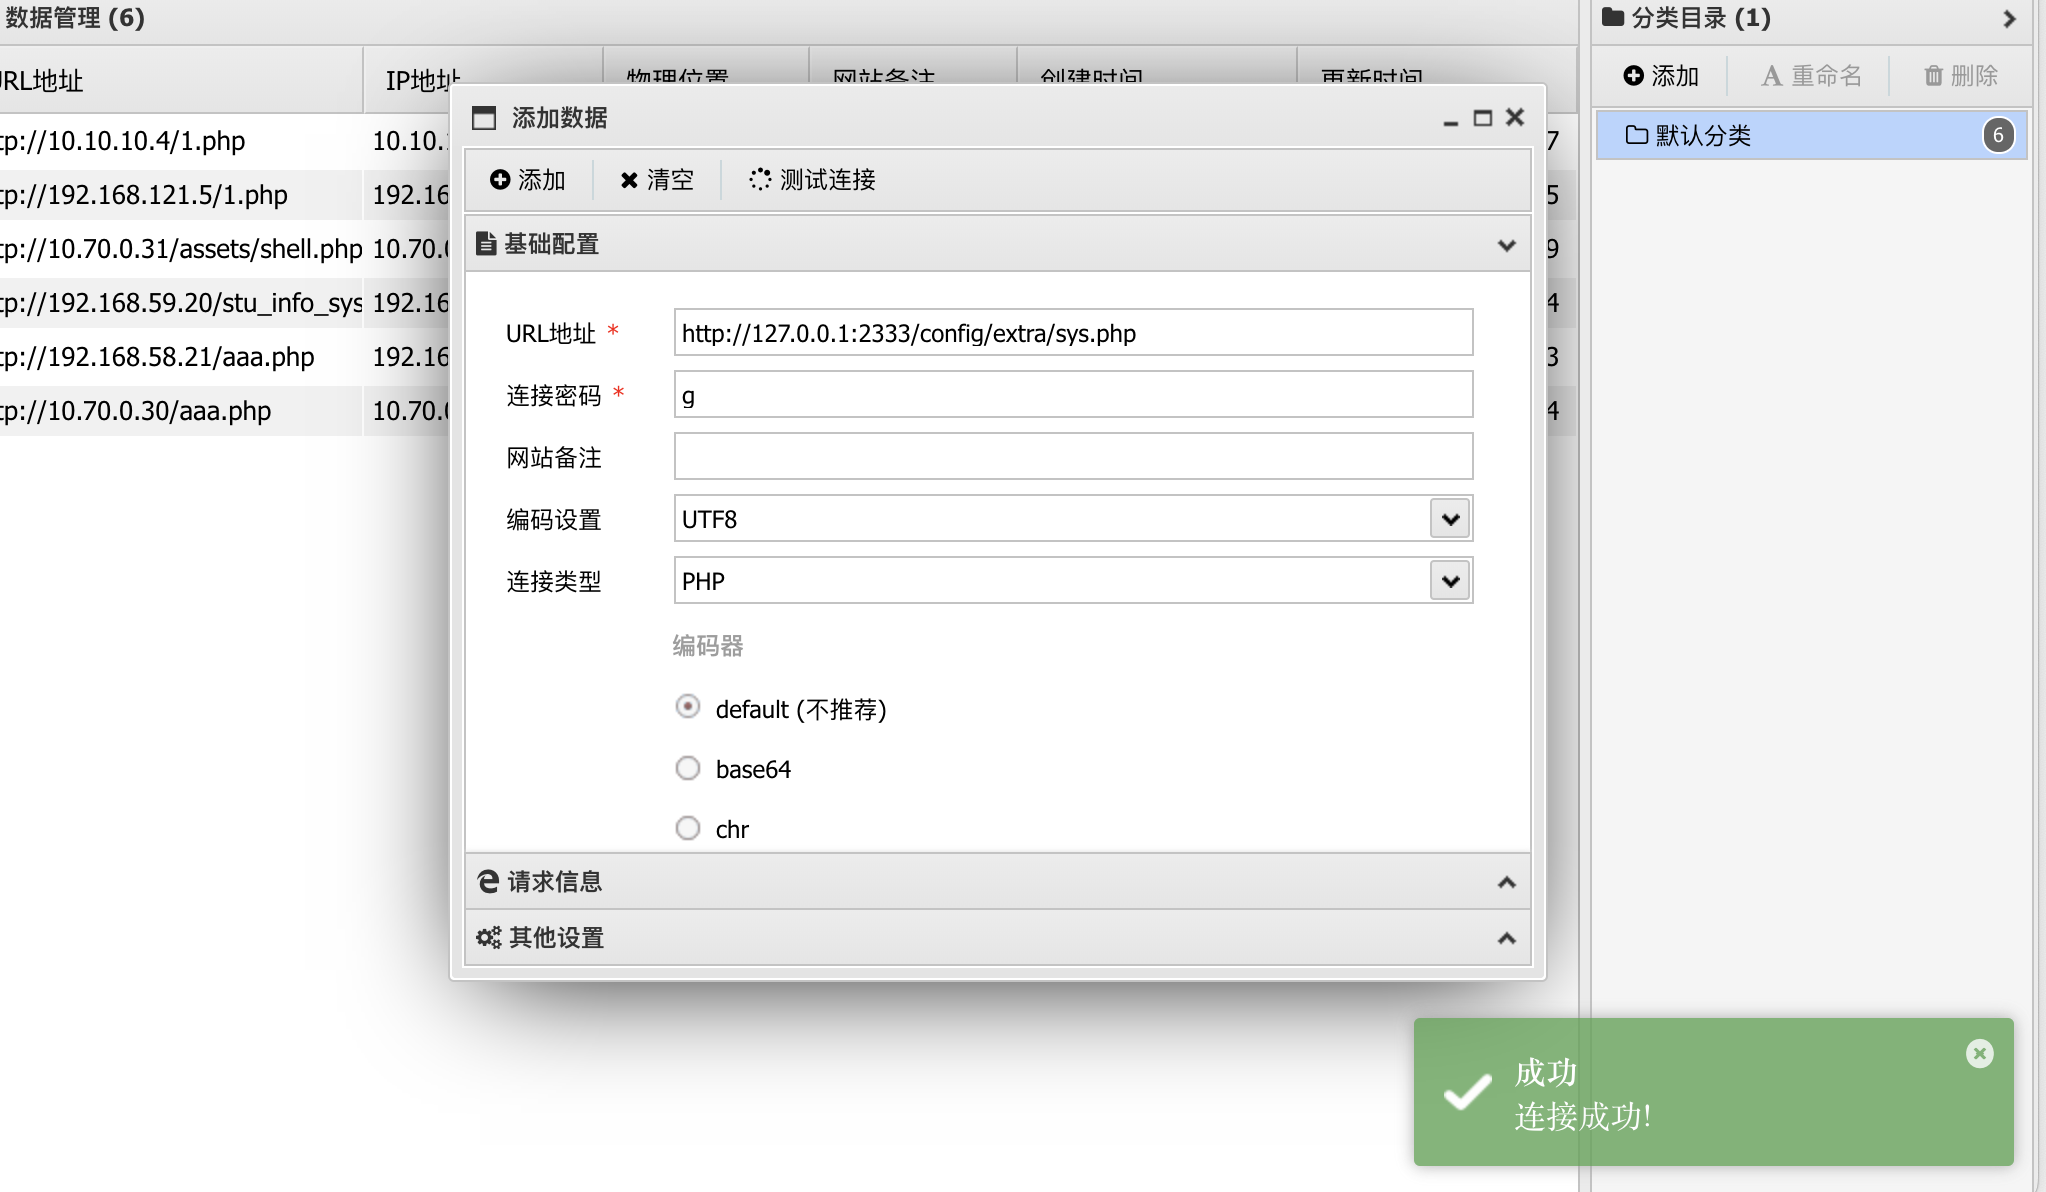 数据管理 (6)
URL地址
IP地址
物理位置
网站备注
创建时间
更新时间
tp://10.10.10.4/1.php
10.10.1
7
tp://192.168.121.5/1.php
192.16
5
tp://10.70.0.31/assets/shell.php
10.70.0
9
tp://192.168.59.20/stu_info_sys
192.16
4
tp://192.168.58.21/aaa.php
192.16
3
tp://10.70.0.30/aaa.php
10.70.0
4
添加数据
添加
清空
测试连接
基础配置
URL地址 *
http://127.0.0.1:2333/config/extra/sys.php
连接密码 *
g
网站备注
编码设置
UTF8
连接类型
PHP
编码器
default (不推荐)
base64
chr
请求信息
其他设置
分类目录 (1)
添加
重命名
删除
默认分类
6
成功
连接成功!